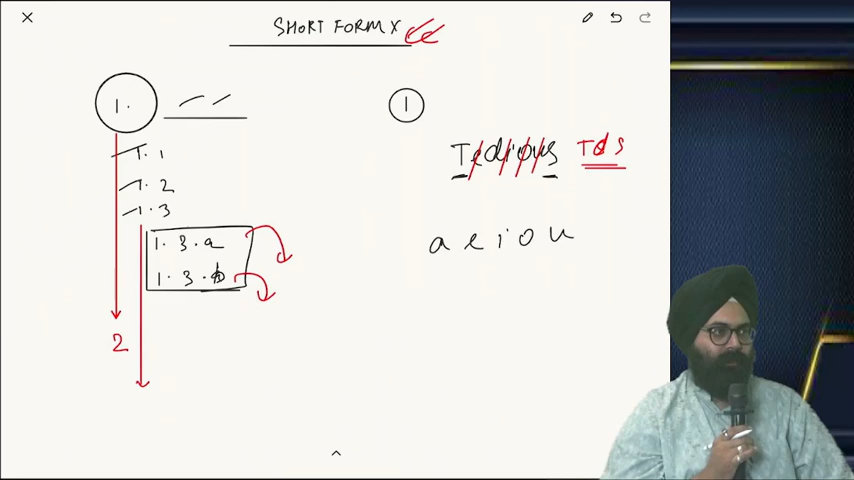 SHORT FORM X
1.
1.1
1.2
1.3
1.3.a
1.3.b
2
1
Tedious Tds
a e i o u